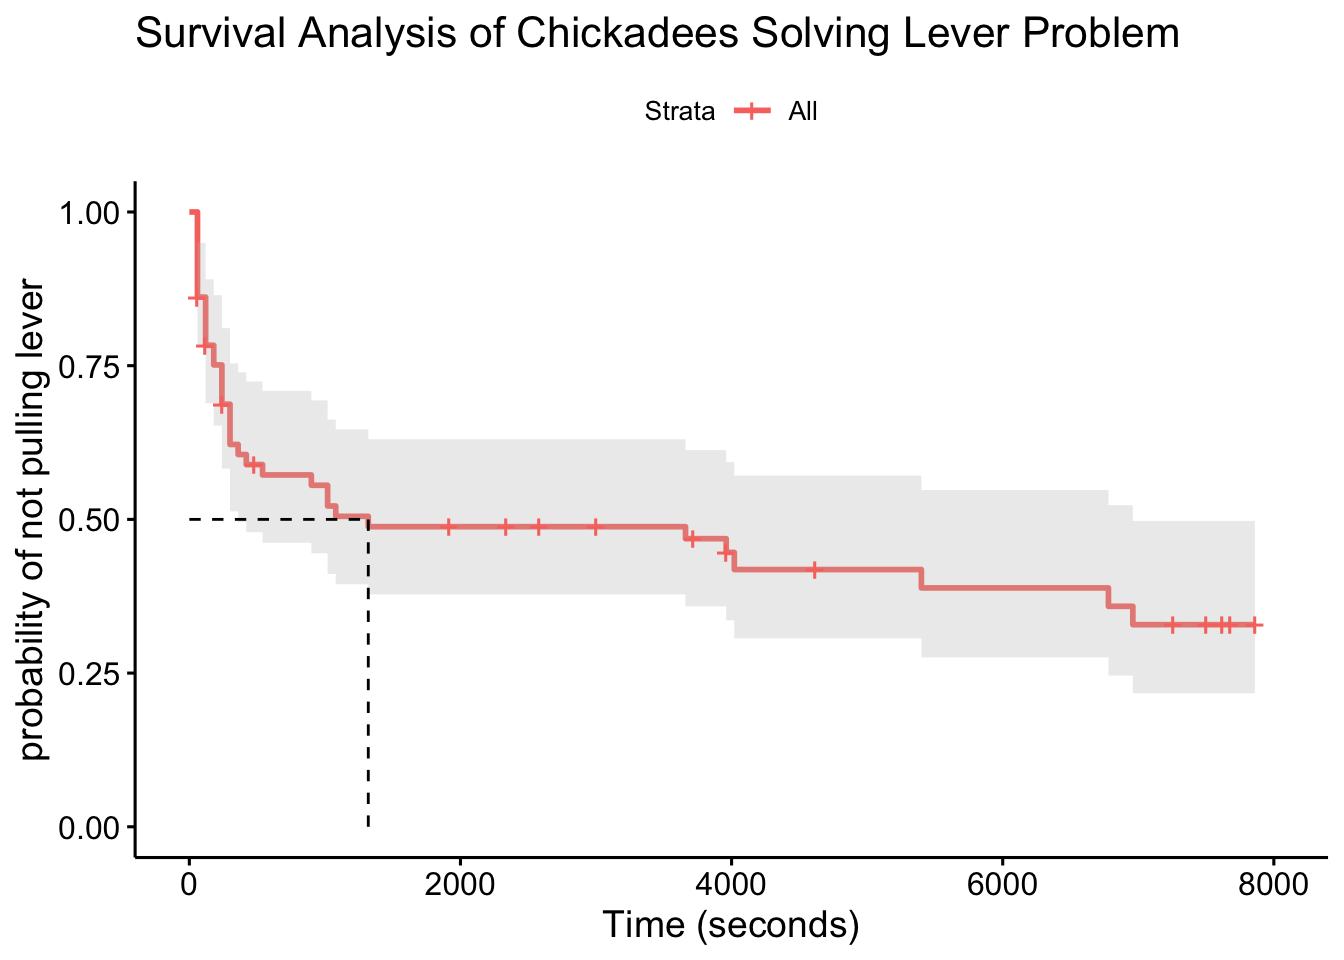 Survival Analysis of Chickadees Solving Lever Problem
Strata All
probability of not pulling lever
1.00
0.75
0.50
0.25
0.00
0 2000 4000 6000 8000
Time (seconds)